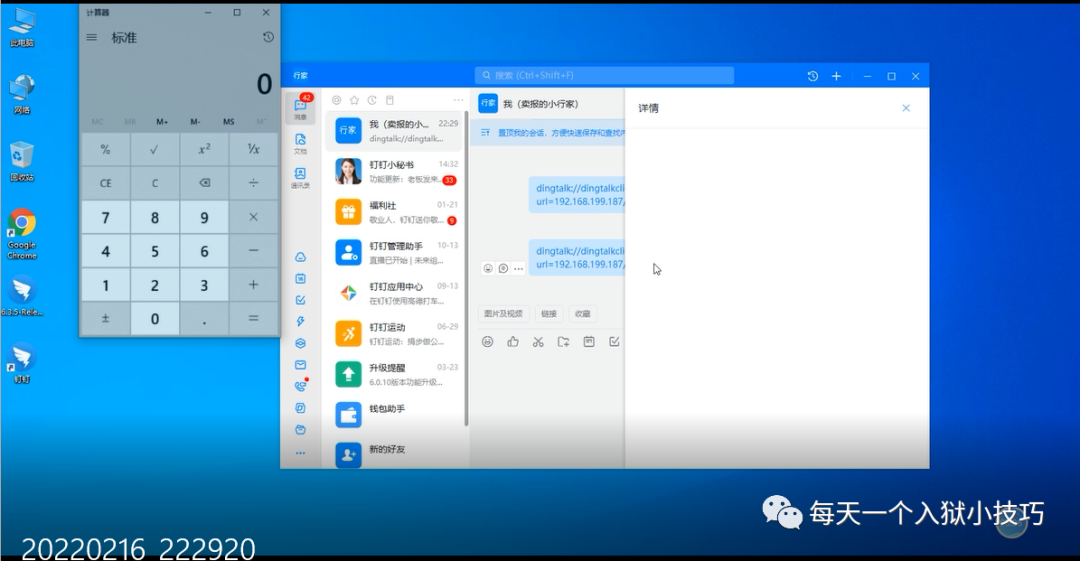 此电脑
网络
回收站
Google
Chrome
6.3.5-Rele...
钉钉
计算器
标准
0
MC MR M+ M- MS M˅
% √ x² ¹/x
CE C ÷
7 8 9 ×
4 5 6 −
1 2 3 +
± 0 . =
行家
搜索 (Ctrl+Shift+F)
42
消息
文档
通讯录
行家
我（卖报的小... 22:29
dingtalk://dingtalk...
钉钉小秘书 14:32
功能更新：老板发来... 33
福利社 01-21
敬业人，钉钉送你敬... 9
钉钉管理助手 10-13
直播已开始 | 未来组...
钉钉应用中心 09-13
在钉钉使用高德打车...
钉钉运动 06-29
钉钉运动：捐步做公...
升级提醒 03-23
6.0.10版本功能升级...
钱包助手
新的好友
行家
我（卖报的小行家）
置顶我的会话，方便快速保存和查找内
dingtalk://dingtalkcli
url=192.168.199.187/
dingtalk://dingtalkcli
url=192.168.199.187/
图片及视频 链接 收藏
详情
每天一个入狱小技巧
20220216 222920